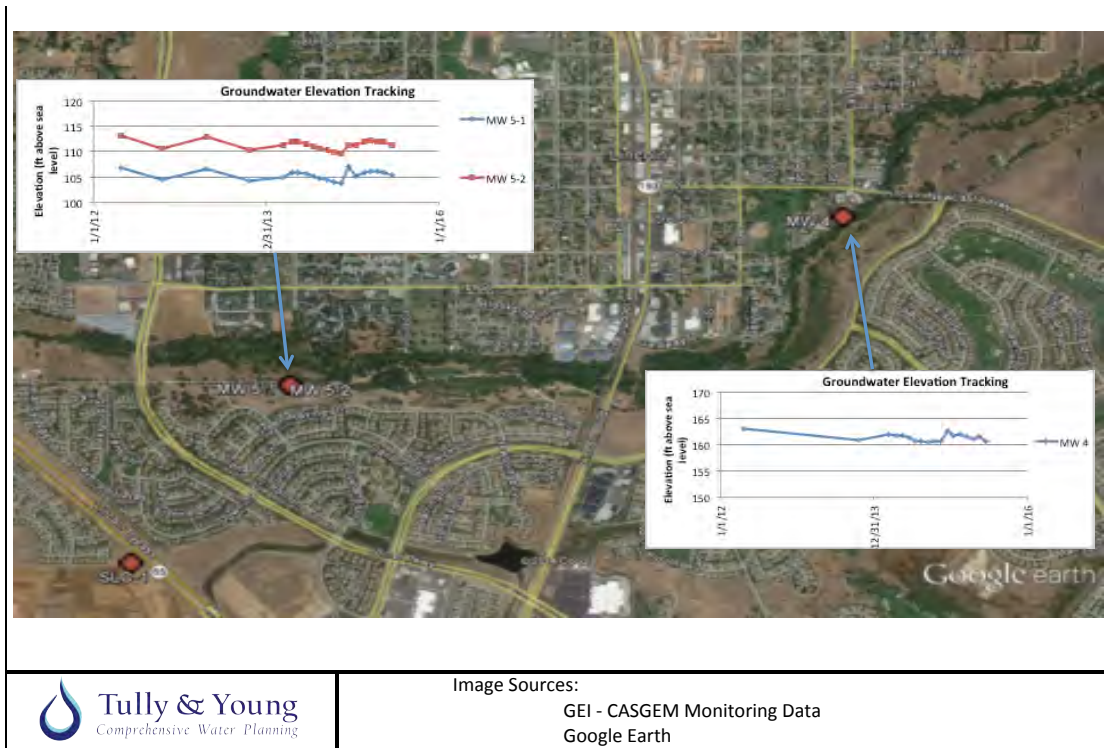 Groundwater Elevation Tracking
Elevation (ft above sea level)
120
115
110
105
100
1/1/12
2/31/13
1/1/16
MW 5-1
MW 5-2
193
MW 4
MW 5-1 MW 5-2
Groundwater Elevation Tracking
Elevation (ft above sea level)
170
165
160
155
150
1/1/12
12/31/13
1/1/16
MW 4
SLC-1
65
Google earth
Tully & Young
Comprehensive Water Planning
Image Sources:
GEI - CASGEM Monitoring Data
Google Earth